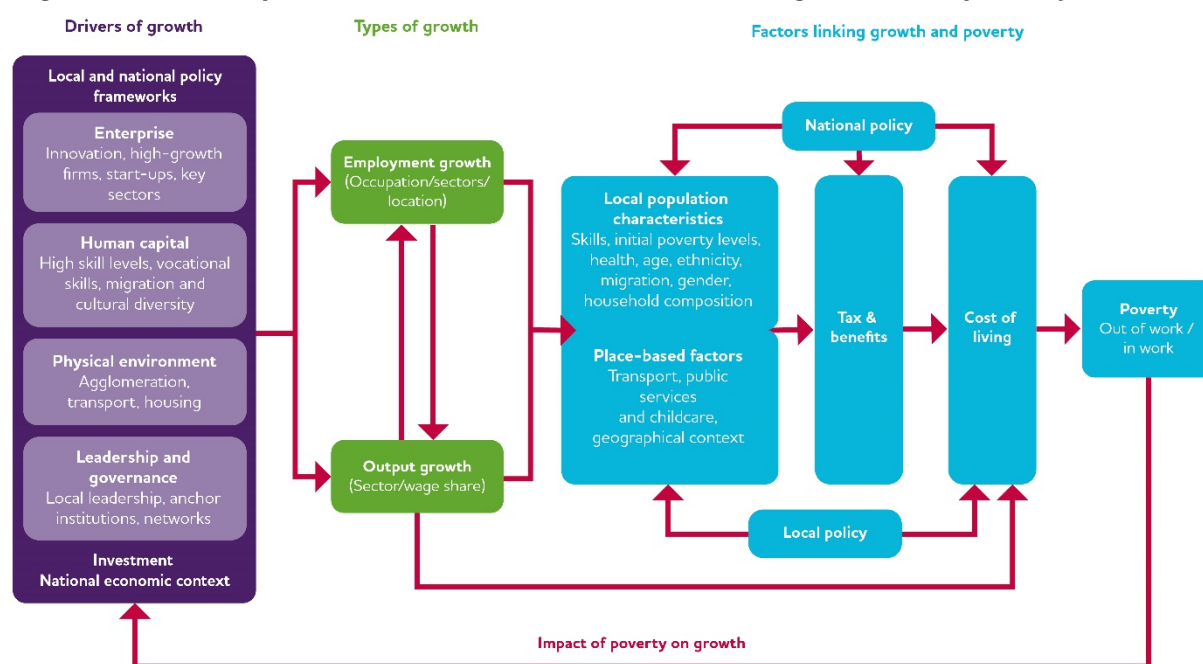 Drivers of growth
Types of growth
Factors linking growth and poverty
Local and national policy
frameworks
Enterprise
Innovation, high-growth
firms, start-ups, key
sectors
Human capital
High skill levels, vocational
skills, migration and
cultural diversity
Physical environment
Agglomeration,
transport, housing
Leadership and
governance
Local leadership, anchor
institutions, networks
Investment
National economic context
Employment growth
(Occupation/sectors/
location)
Output growth
(Sector/wage share)
National policy
Local population
characteristics
Skills, initial poverty levels,
health, age, ethnicity,
migration, gender,
household composition
Place-based factors
Transport, public
services
and childcare,
geographical context
Tax &
benefits
Cost of
living
Local policy
Poverty
Out of work /
in work
Impact of poverty on growth